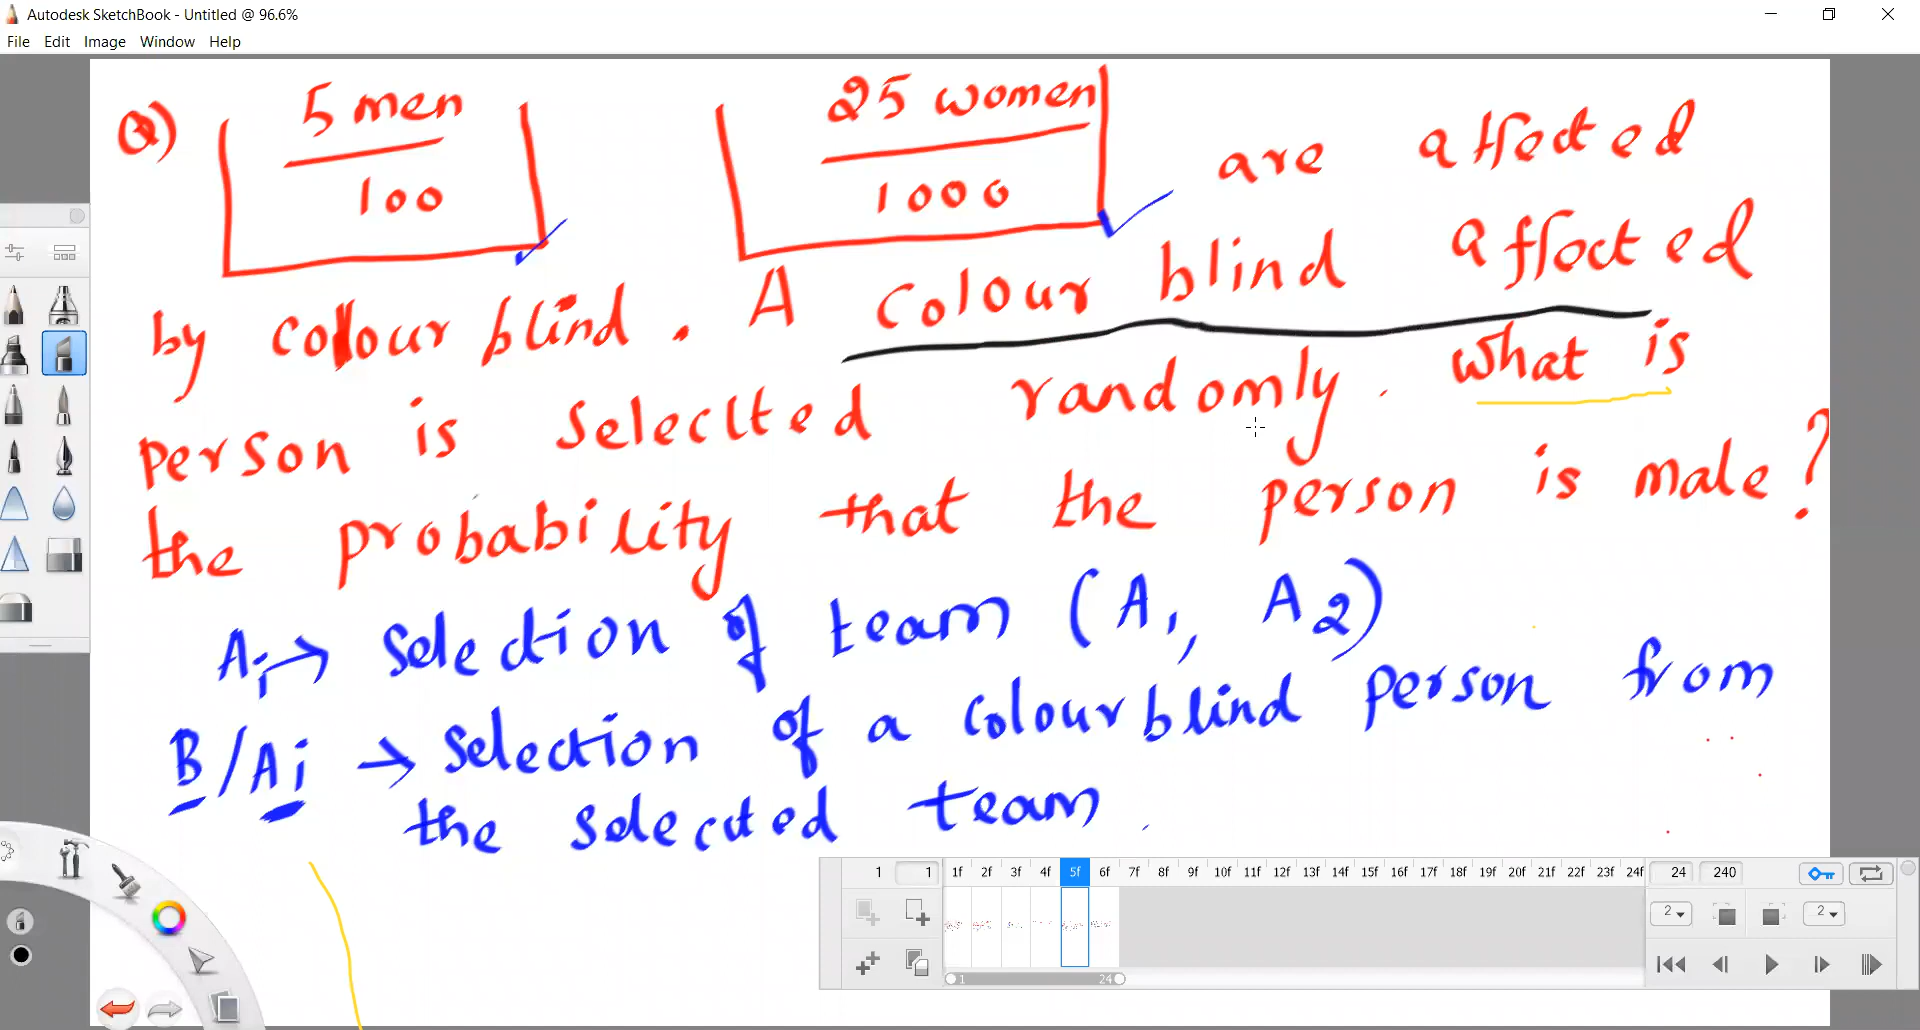 Autodesk SketchBook - Untitled @ 96.6%
File Edit Image Window Help
Q) 5 men 25 women are affected
100 1000
by colour blind. A colour blind affected
person is seleclted randomly. what is
the probability that the person is male?
Ai → Selection of team (A1, A2)
B/Ai → selection of a colourblind person from
the selected team.
1 1 1f 2f 3f 4f 5f 6f 7f 8f 9f 10f 11f 12f 13f 14f 15f 16f 17f 18f 19f 20f 21f 22f 23f 24f 24 240
2 2
1 24